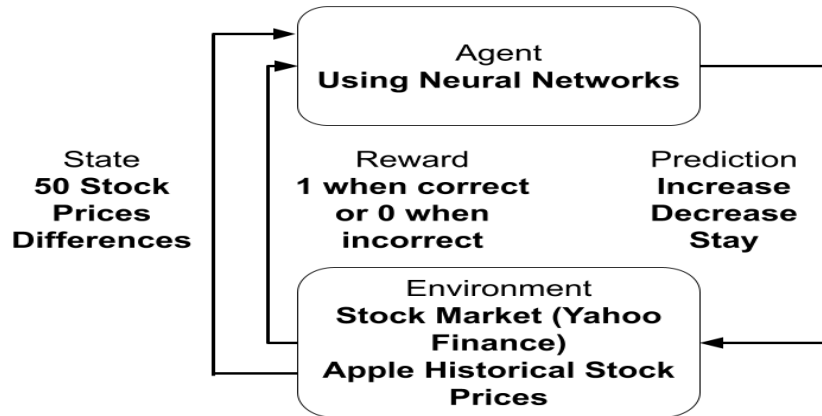 Agent
Using Neural Networks
State
50 Stock
Prices
Differences
Reward
1 when correct
or 0 when
incorrect
Prediction
Increase
Decrease
Stay
Environment
Stock Market (Yahoo
Finance)
Apple Historical Stock
Prices